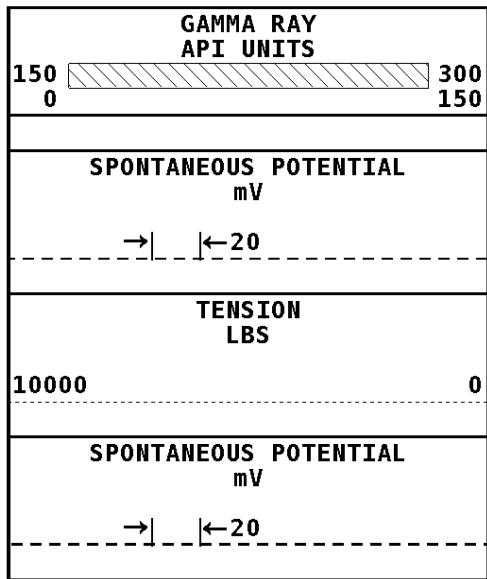 GAMMA RAY
API UNITS
150 300
0 150
SPONTANEOUS POTENTIAL
mV
→| |←20
TENSION
LBS
10000 0
SPONTANEOUS POTENTIAL
mV
→| |←20